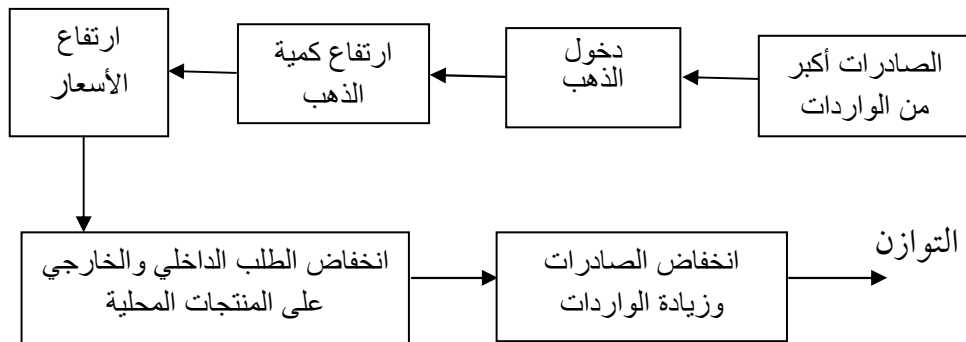 الصادرات أكبر
من الواردات
دخول
الذهب
ارتفاع كمية
الذهب
ارتفاع
الأسعار
انخفاض الطلب الداخلي والخارجي
على المنتجات المحلية
انخفاض الصادرات
وزيادة الواردات
التوازن